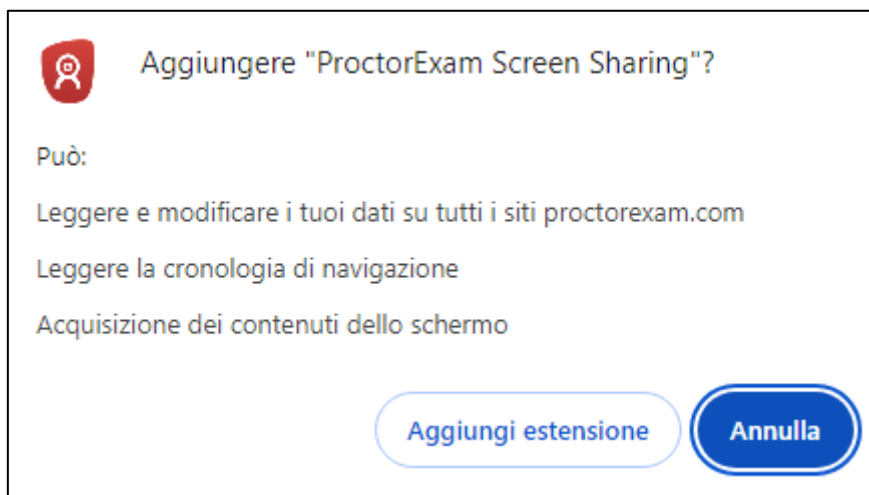 Aggiungere "ProctorExam Screen Sharing"?
Può:
Leggere e modificare i tuoi dati su tutti i siti proctorexam.com
Leggere la cronologia di navigazione
Acquisizione dei contenuti dello schermo
Aggiungi estensione
Annulla